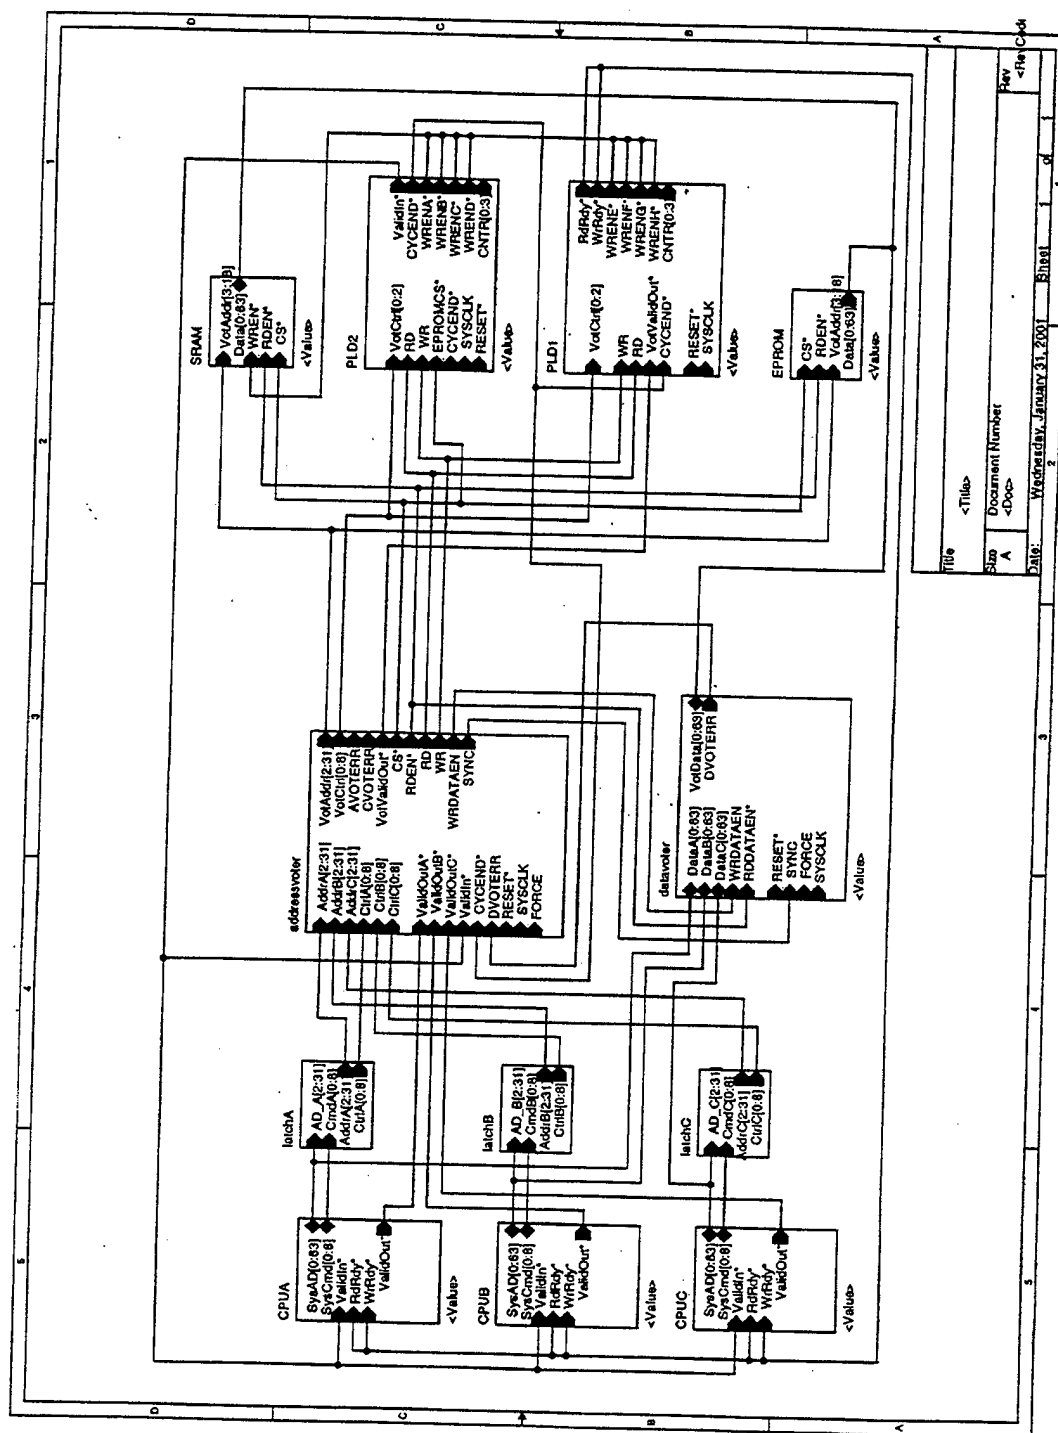 CPUA
SysAD[0:63]
SysCmd[0:8]
ValidIn*
RdRdy*
WrRdy*
ValidOut*
<Value>
CPUB
SysAD[0:63]
SysCmd[0:8]
ValidIn*
RdRdy*
WrRdy*
ValidOut*
<Value>
CPUC
SysAD[0:63]
SysCmd[0:8]
ValidIn*
RdRdy*
WrRdy*
ValidOut*
<Value>
latchA
AD_A[2:31]
CmdA[0:8]
AddrA[2:31]
CtrlA[0:8]
latchB
AD_B[2:31]
CmdB[0:8]
AddrB[2:31]
CtrlB[0:8]
latchC
AD_C[2:31]
CmdC[0:8]
AddrC[2:31]
CtrlC[0:8]
addressvoter
AddrA[2:31]
AddrB[2:31]
AddrC[2:31]
CtrlA[0:8]
CtrlB[0:8]
CtrlC[0:8]
ValidOutA*
ValidOutB*
ValidOutC*
ValidIn*
CYCEND*
DVOTERR
RESET*
SYSCLK
FORCE
VotAddr[2:31]
VotCtrl[0:8]
AVOTERR
CVOTERR
VotValidOut*
CS*
RDEN*
RD
WR
WRDATAEN
SYNC
datavoter
DataA[0:63]
DataB[0:63]
DataC[0:63]
WRDATAEN
RDDATAEN*
RESET*
SYNC
FORCE
SYSCLK
VotData[0:63]
DVOTERR
<Value>
SRAM
VotAddr[3:18]
Data[0:63]
WREN*
RDEN*
CS*
<Value>
PLD2
VotCtrl[0:2]
RD
WR
EPROMCS*
CYCEND*
SYSCLK
RESET*
ValidIn*
CYCEND*
WRENA*
WRENB*
WRENC*
WREND*
CNTR[0:3]
<Value>
PLD1
VotCtrl[0:2]
WR
RD
VotValidOut*
CYCEND*
RESET*
SYSCLK
RdRdy*
WrRdy*
WRENE*
WRENF*
WRENG*
WRENH*
CNTR[0:3]
<Value>
EPROM
CS*
RDEN*
VotAddr[3:18]
Data[0:63]
<Value>
Title
<Title>
Size
A
Document Number
<Doc>
Rev
<RevCode
Date:
Wednesday, January 31, 2001
Sheet
1
of
1
5
4
3
2
1
5
4
3
2
D
C
B
A
D
C
B
A